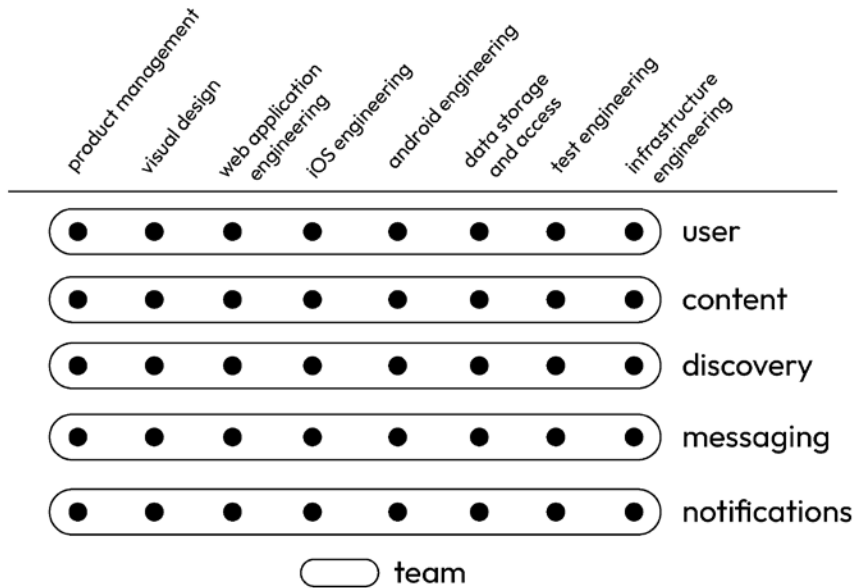 product management
visual design
web application
engineering
iOS engineering
android engineering
data storage
and access
test engineering
infrastructure
engineering
user
content
discovery
messaging
notifications
team